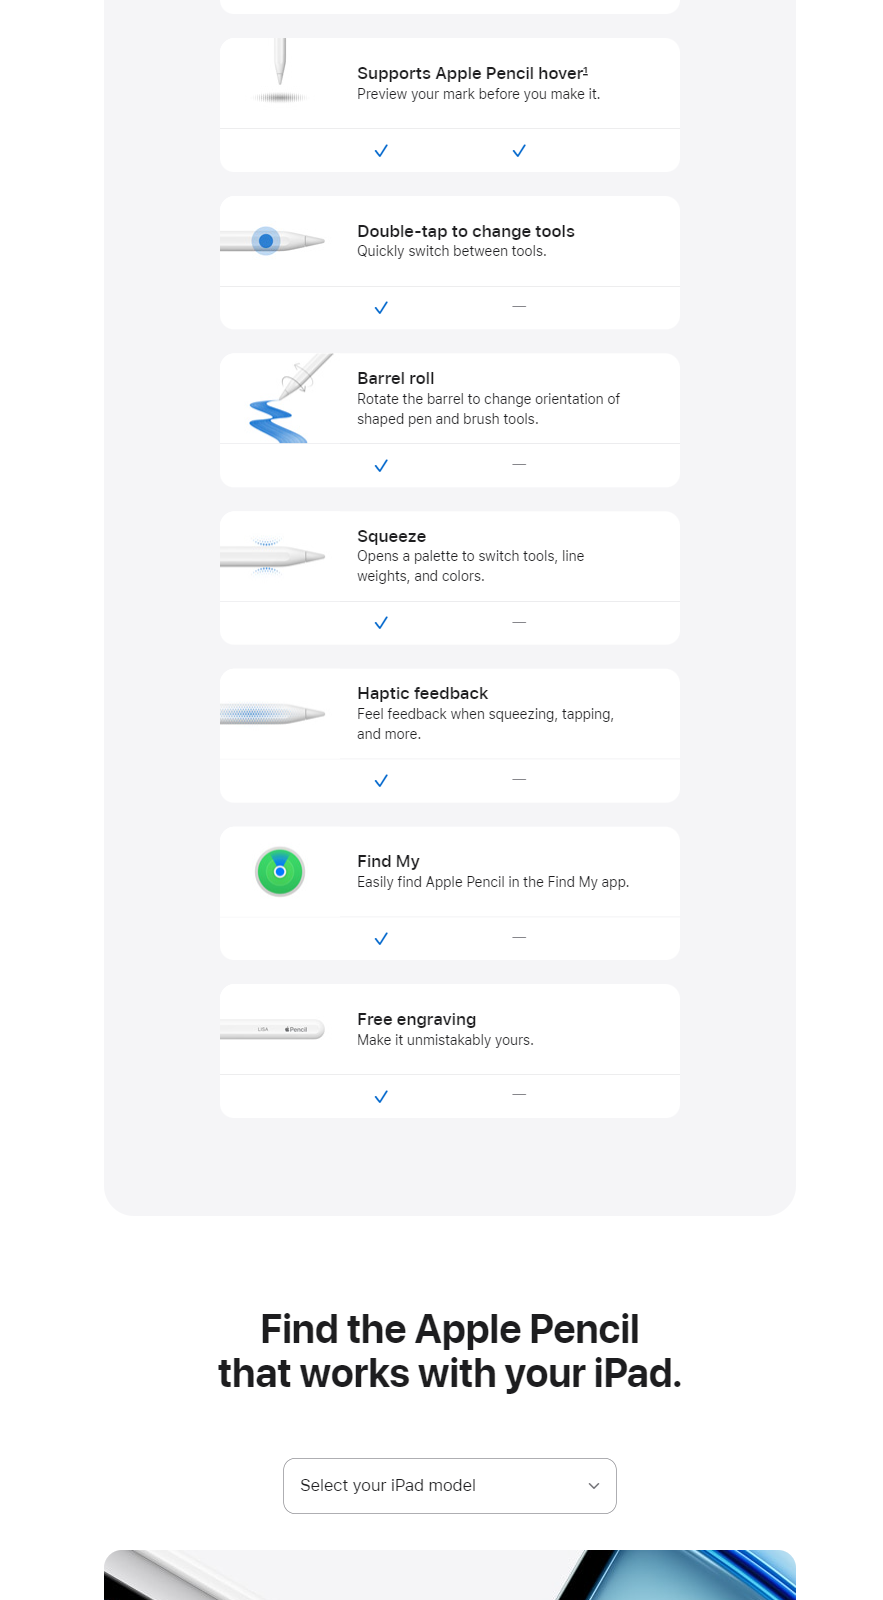 Supports Apple Pencil hover¹
Preview your mark before you make it.
Double-tap to change tools
Quickly switch between tools.
—
Barrel roll
Rotate the barrel to change orientation of
shaped pen and brush tools.
—
Squeeze
Opens a palette to switch tools, line
weights, and colors.
—
Haptic feedback
Feel feedback when squeezing, tapping,
and more.
—
Find My
Easily find Apple Pencil in the Find My app.
—
LISA Pencil
Free engraving
Make it unmistakably yours.
—
Find the Apple Pencil
that works with your iPad.
Select your iPad model